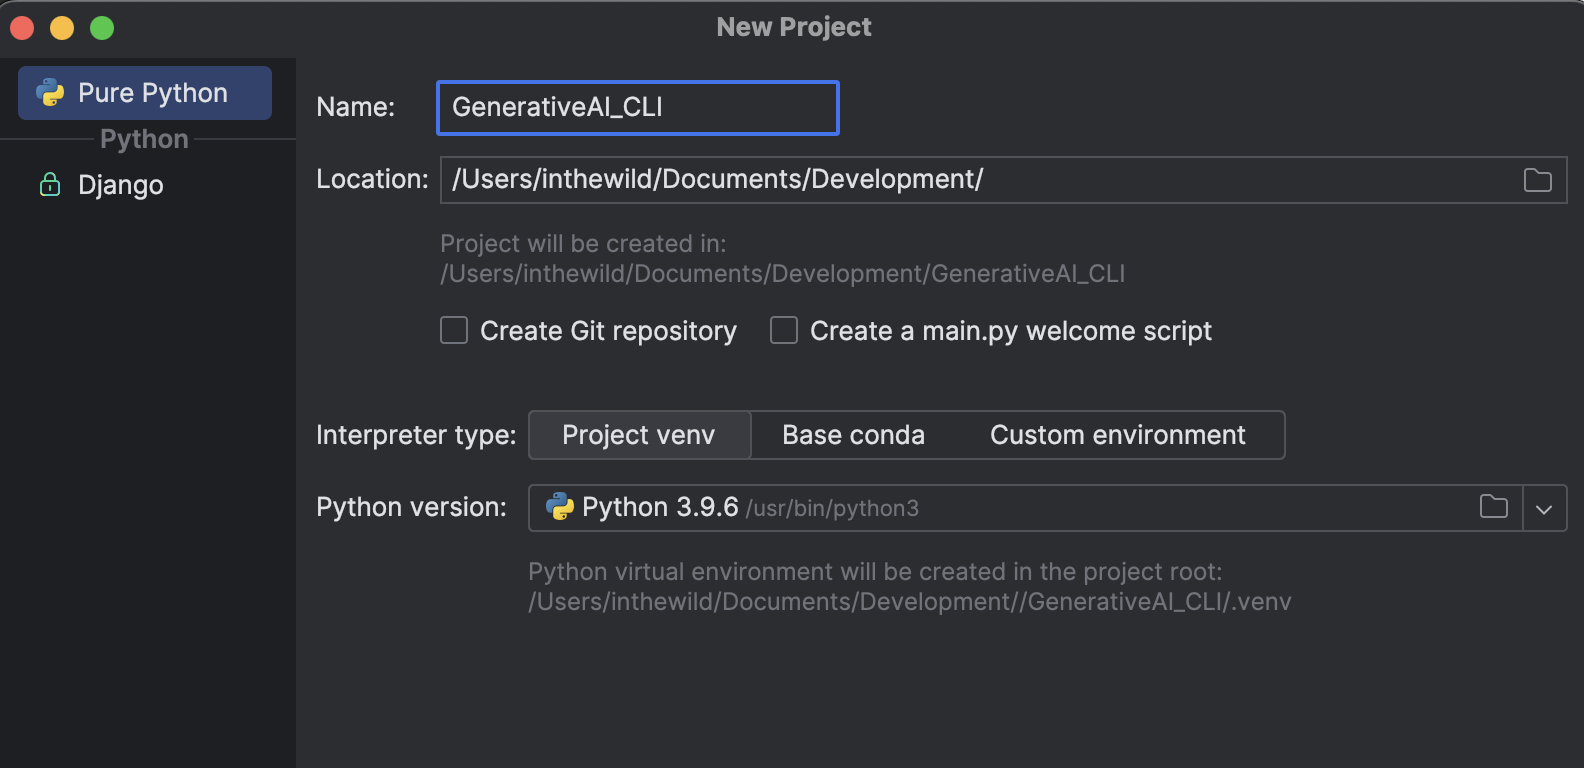 New Project
Pure Python
Python
Django
Name: GenerativeAI_CLI
Location: /Users/inthewild/Documents/Development/
Project will be created in:
/Users/inthewild/Documents/Development/GenerativeAI_CLI
Create Git repository Create a main.py welcome script
Interpreter type: Project venv Base conda Custom environment
Python version: Python 3.9.6 /usr/bin/python3
Python virtual environment will be created in the project root:
/Users/inthewild/Documents/Development//GenerativeAI_CLI/.venv